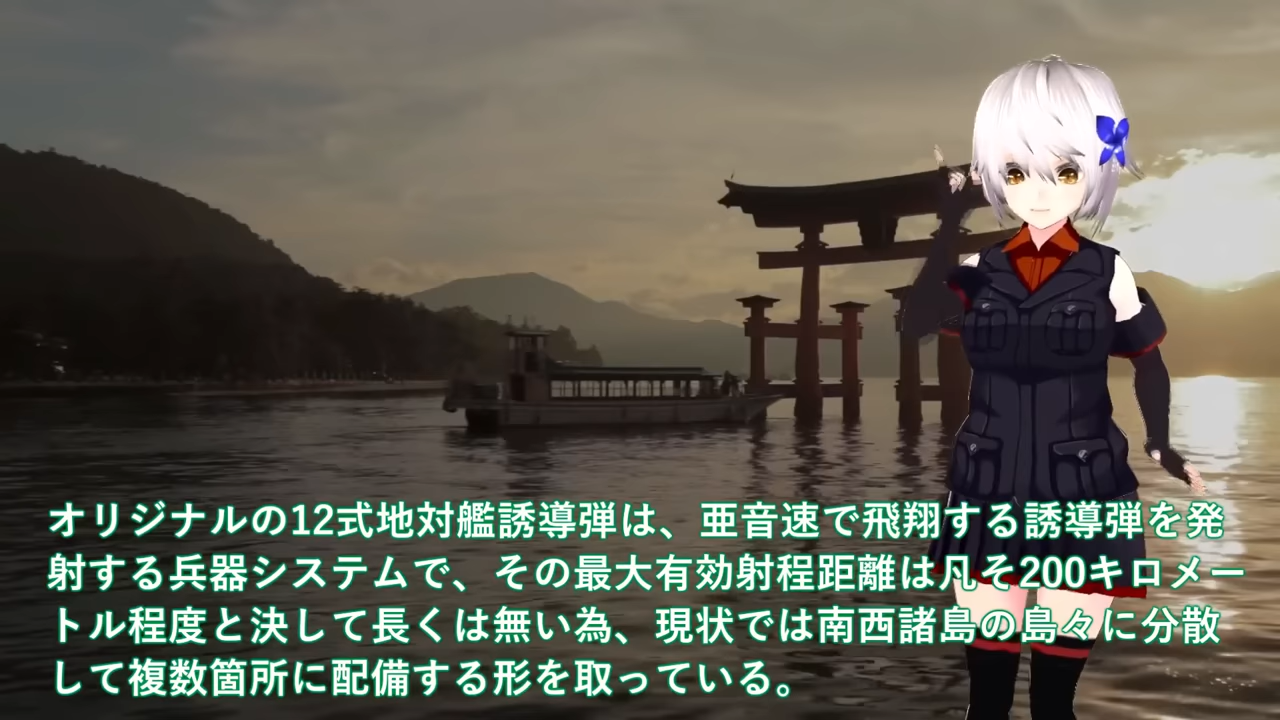 オリジナルの12式地対艦誘導弾は、亜音速で飛翔する誘導弾を発
射する兵器システムで、その最大有効射程距離は凡そ200キロメー
トル程度と決して長くは無い為、現状では南西諸島の島々に分散
して複数箇所に配備する形を取っている。